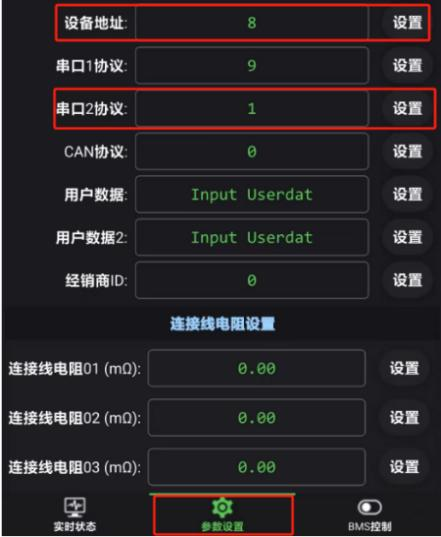 设备地址: 8 设置
串口1协议: 9 设置
串口2协议: 1 设置
CAN协议: 0 设置
用户数据: Input Userdat 设置
用户数据2: Input Userdat 设置
经销商ID: 0 设置
连接线电阻设置
连接线电阻01 (mΩ): 0.00 设置
连接线电阻02 (mΩ): 0.00 设置
连接线电阻03 (mΩ): 0.00 设置
实时状态 参数设置 BMS控制